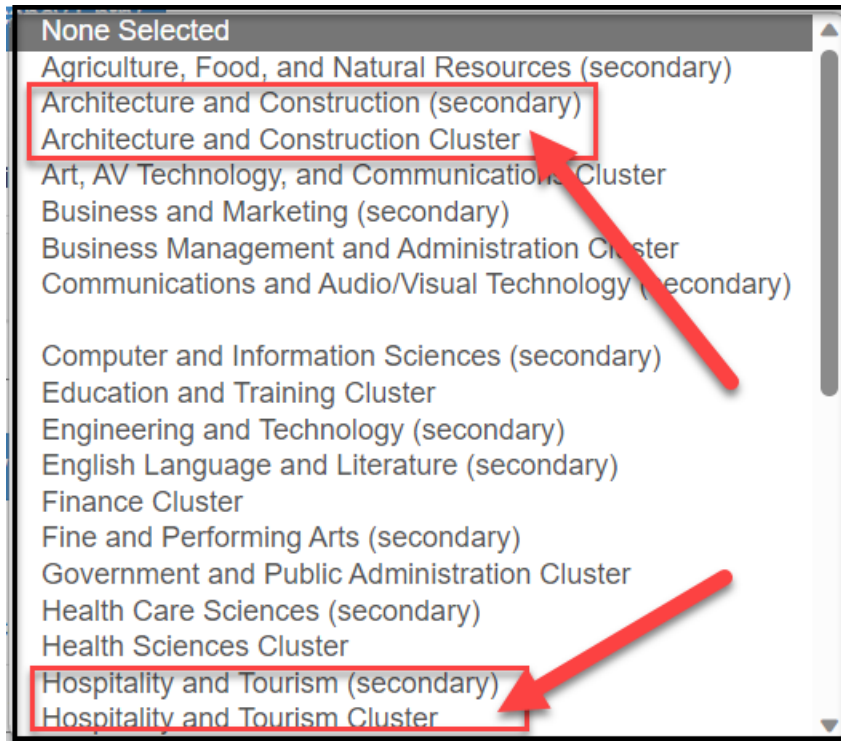 None Selected
Agriculture, Food, and Natural Resources (secondary)
Architecture and Construction (secondary)
Architecture and Construction Cluster
Art, AV Technology, and Communications Cluster
Business and Marketing (secondary)
Business Management and Administration Cluster
Communications and Audio/Visual Technology (secondary)
Computer and Information Sciences (secondary)
Education and Training Cluster
Engineering and Technology (secondary)
English Language and Literature (secondary)
Finance Cluster
Fine and Performing Arts (secondary)
Government and Public Administration Cluster
Health Care Sciences (secondary)
Health Sciences Cluster
Hospitality and Tourism (secondary)
Hospitality and Tourism Cluster